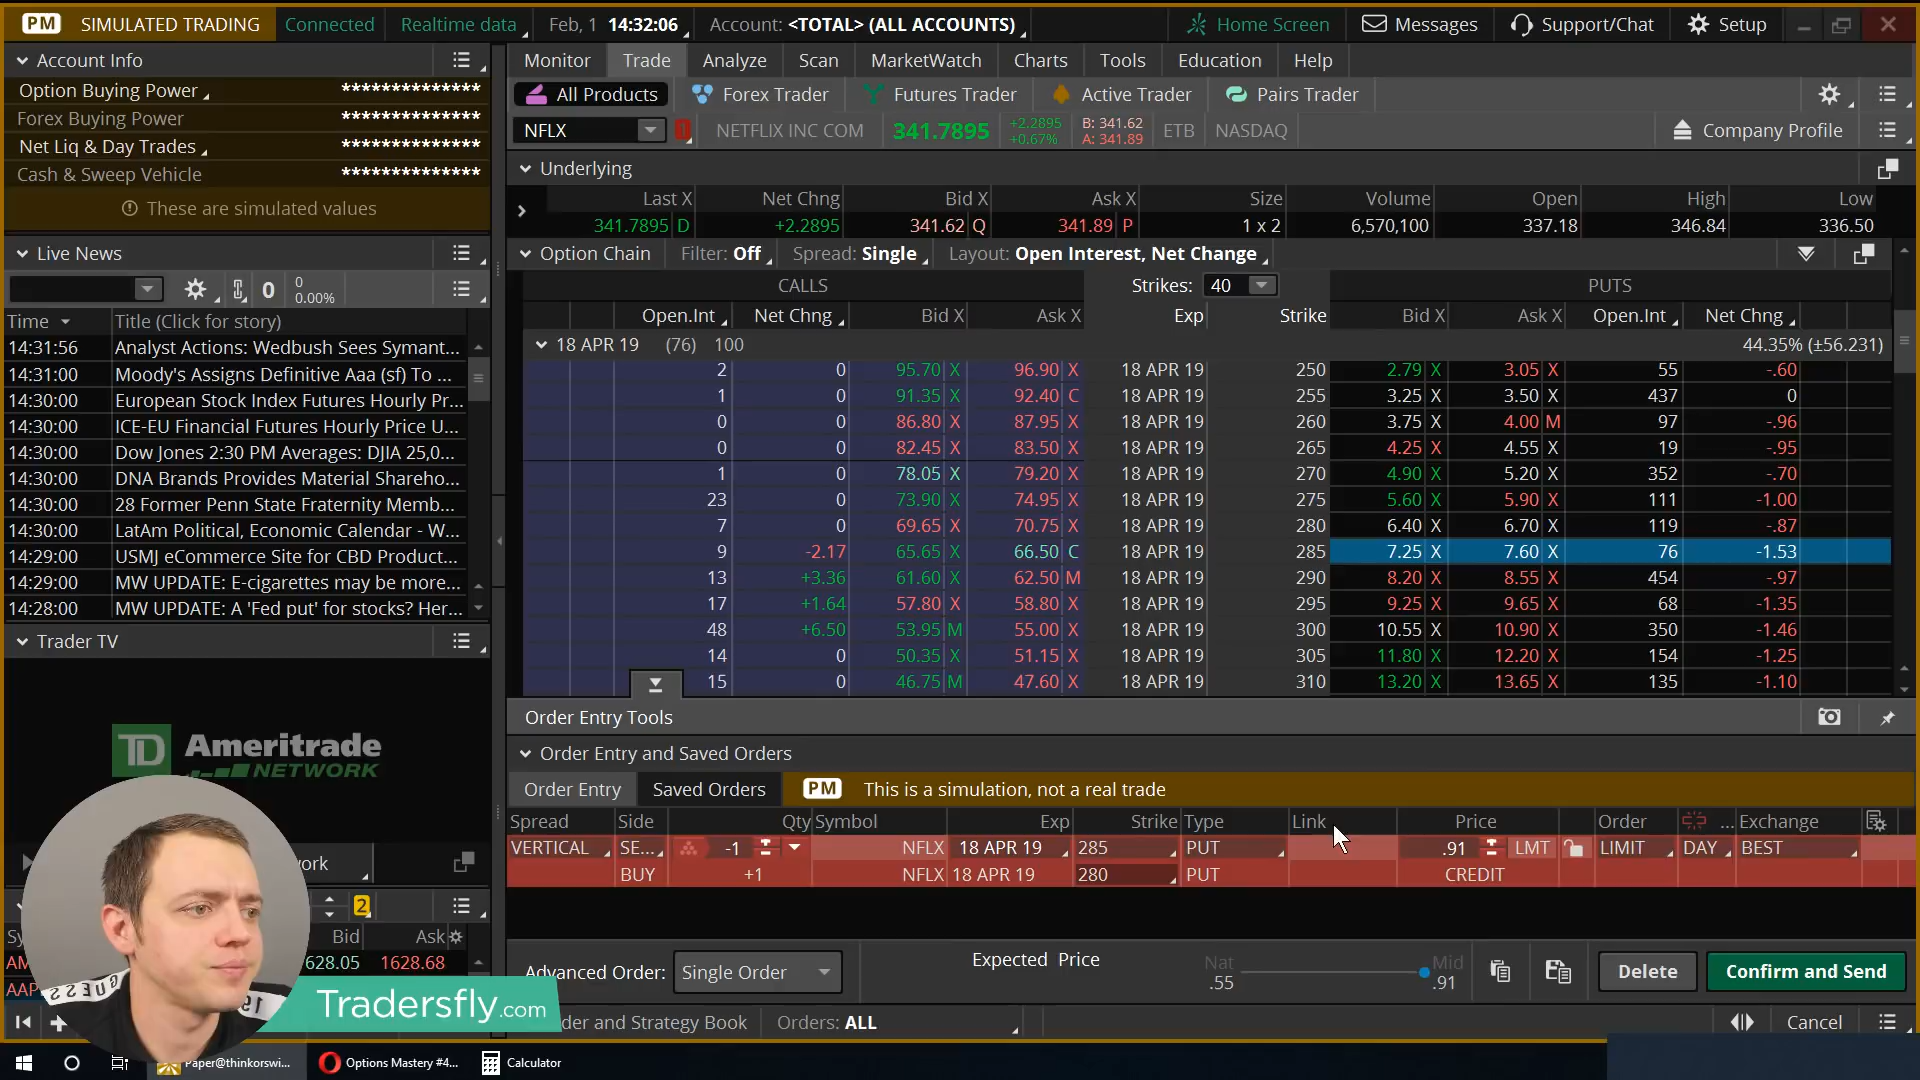 PM SIMULATED TRADING Connected Realtime data Feb, 1 14:32:06 Account: <TOTAL> (ALL ACCOUNTS) Home Screen Messages Support/Chat Setup
Account Info
Option Buying Power **************
Forex Buying Power **************
Net Liq & Day Trades **************
Cash & Sweep Vehicle **************
These are simulated values
Live News
0 0 0.00%
Time Title (Click for story)
14:31:56 Analyst Actions: Wedbush Sees Symant...
14:31:00 Moody's Assigns Definitive Aaa (sf) To ...
14:30:00 European Stock Index Futures Hourly Pr...
14:30:00 ICE-EU Financial Futures Hourly Price U...
14:30:00 Dow Jones 2:30 PM Averages: DJIA 25,0...
14:30:00 DNA Brands Provides Material Shareho...
14:30:00 28 Former Penn State Fraternity Memb...
14:30:00 LatAm Political, Economic Calendar - W...
14:29:00 USMJ eCommerce Site for CBD Product...
14:29:00 MW UPDATE: E-cigarettes may be more...
14:28:00 MW UPDATE: A 'Fed put' for stocks? Her...
Trader TV
TD Ameritrade
NETWORK
work
2
Sy Bid Ask
AM 1628.68
AAP
GUESS
Tradersfly.com
Monitor Trade Analyze Scan MarketWatch Charts Tools Education Help
All Products Forex Trader Futures Trader Active Trader Pairs Trader
NFLX NETFLIX INC COM 341.7895 +2.2895 +0.67% B: 341.62 A: 341.89 ETB NASDAQ Company Profile
Underlying
Last X Net Chng Bid X Ask X Size Volume Open High Low
341.7895 D +2.2895 341.62 Q 341.89 P 1 x 2 6,570,100 337.18 346.84 336.50
Option Chain Filter: Off Spread: Single Layout: Open Interest, Net Change
CALLS Strikes: 40 PUTS
Open.Int Net Chng Bid X Ask X Exp Strike Bid X Ask X Open.Int Net Chng
18 APR 19 (76) 100 44.35% (±56.231)
2 0 95.70 X 96.90 X 18 APR 19 250 2.79 X 3.05 X 55 -.60
1 0 91.35 X 92.40 C 18 APR 19 255 3.25 X 3.50 X 437 0
0 0 86.80 X 87.95 X 18 APR 19 260 3.75 X 4.00 M 97 -.96
0 0 82.45 X 83.50 X 18 APR 19 265 4.25 X 4.55 X 19 -.95
1 0 78.05 X 79.20 X 18 APR 19 270 4.90 X 5.20 X 352 -.70
23 0 73.90 X 74.95 X 18 APR 19 275 5.60 X 5.90 X 111 -1.00
7 0 69.65 X 70.75 X 18 APR 19 280 6.40 X 6.70 X 119 -.87
9 -2.17 65.65 X 66.50 C 18 APR 19 285 7.25 X 7.60 X 76 -1.53
13 +3.36 61.60 X 62.50 M 18 APR 19 290 8.20 X 8.55 X 454 -.97
17 +1.64 57.80 X 58.80 X 18 APR 19 295 9.25 X 9.65 X 68 -1.35
48 +6.50 53.95 M 55.00 X 18 APR 19 300 10.55 X 10.90 X 350 -1.46
14 0 50.35 X 51.15 X 18 APR 19 305 11.80 X 12.20 X 154 -1.25
15 0 46.75 M 47.60 X 18 APR 19 310 13.20 X 13.65 X 135 -1.10
Order Entry Tools
Order Entry and Saved Orders
Order Entry Saved Orders PM This is a simulation, not a real trade
Spread Side Qty Symbol Exp Strike Type Link Price Order ... Exchange
VERTICAL SE... -1 NFLX 18 APR 19 285 PUT .91 LMT LIMIT DAY BEST
BUY +1 NFLX 18 APR 19 280 PUT CREDIT
Advanced Order: Single Order Expected Price Nat .55 Mid .91 Delete Confirm and Send
der and Strategy Book Orders: ALL Cancel
Paper@thinkorswi... Options Mastery #4... Calculator